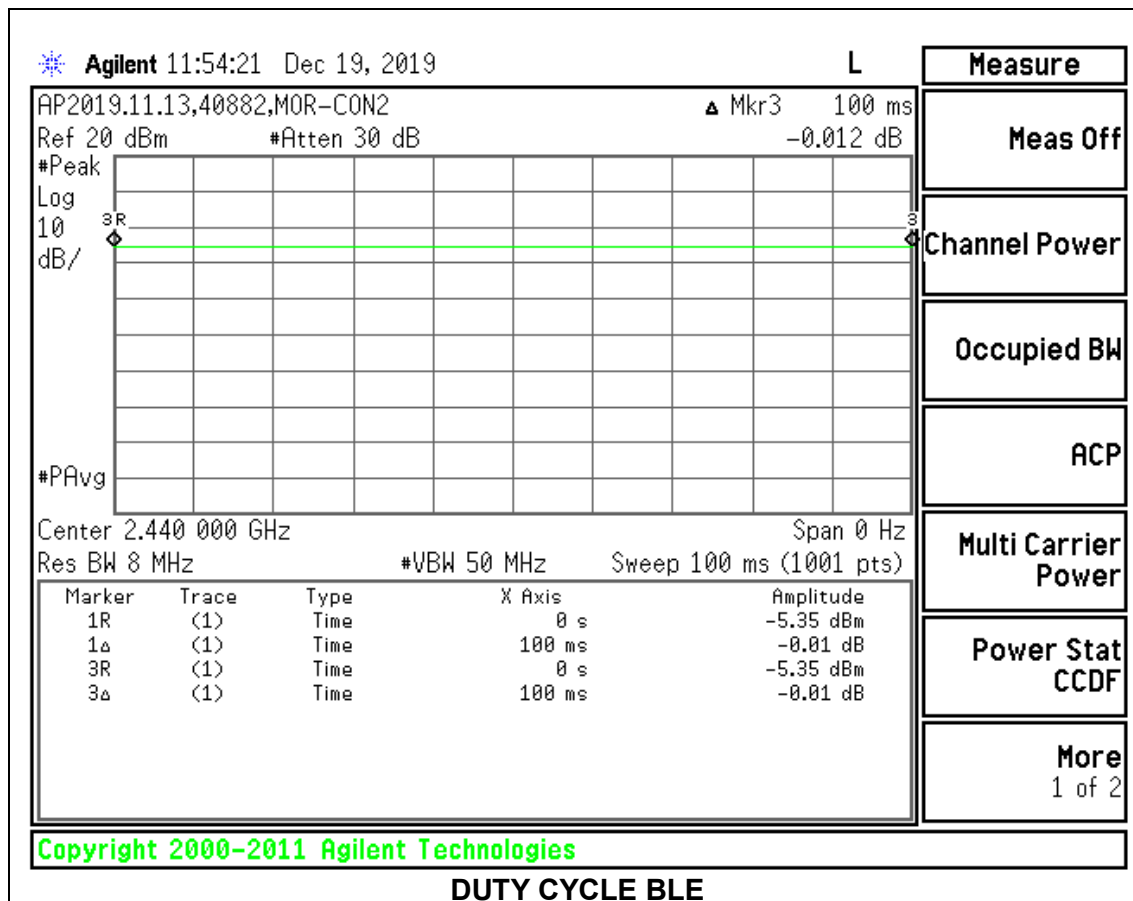 Agilent 11:54:21 Dec 19, 2019 L
Measure
AP2019.11.13,40882,MOR-CON2 Δ Mkr3 100 ms
Ref 20 dBm #Atten 30 dB -0.012 dB
Meas Off
#Peak
Log
10
dB/
3R
3
Channel Power
Occupied BW
ACP
#PAvg
Center 2.440 000 GHz Span 0 Hz
Res BW 8 MHz #VBW 50 MHz Sweep 100 ms (1001 pts)
Multi Carrier
Power
Marker Trace Type X Axis Amplitude
1R (1) Time 0 s -5.35 dBm
1Δ (1) Time 100 ms -0.01 dB
3R (1) Time 0 s -5.35 dBm
3Δ (1) Time 100 ms -0.01 dB
Power Stat
CCDF
More
1 of 2
Copyright 2000-2011 Agilent Technologies
DUTY CYCLE BLE